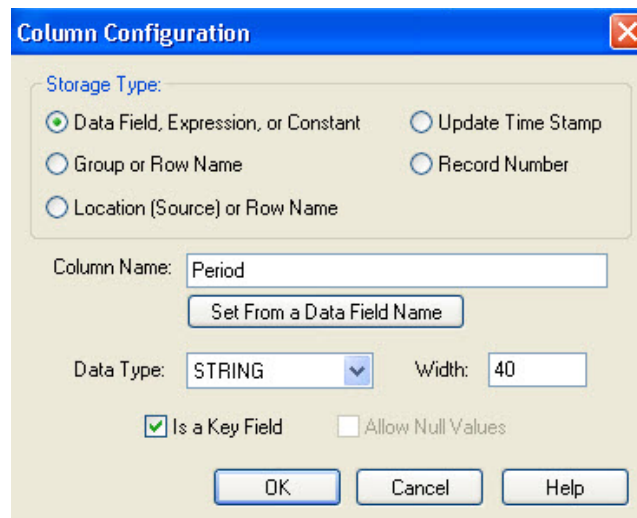 Column Configuration
Storage Type:
Data Field, Expression, or Constant
Update Time Stamp
Group or Row Name
Record Number
Location (Source) or Row Name
Column Name: Period
Set From a Data Field Name
Data Type: STRING Width: 40
Is a Key Field Allow Null Values
OK Cancel Help